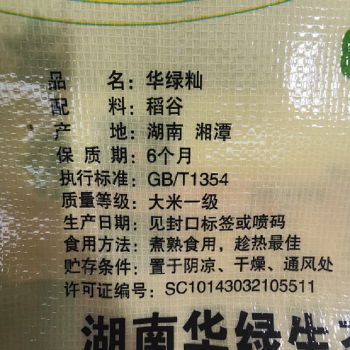 品 名：华绿籼
配 料：稻谷
产 地：湖南 湘潭
保 质 期：6个月
执行标准：GB/T1354
质量等级：大米一级
生产日期：见封口标签或喷码
食用方法：煮熟食用，趁热最佳
贮存条件：置于阴凉、干燥、通风处
许可证编号：SC10143032105511
湖南华绿生